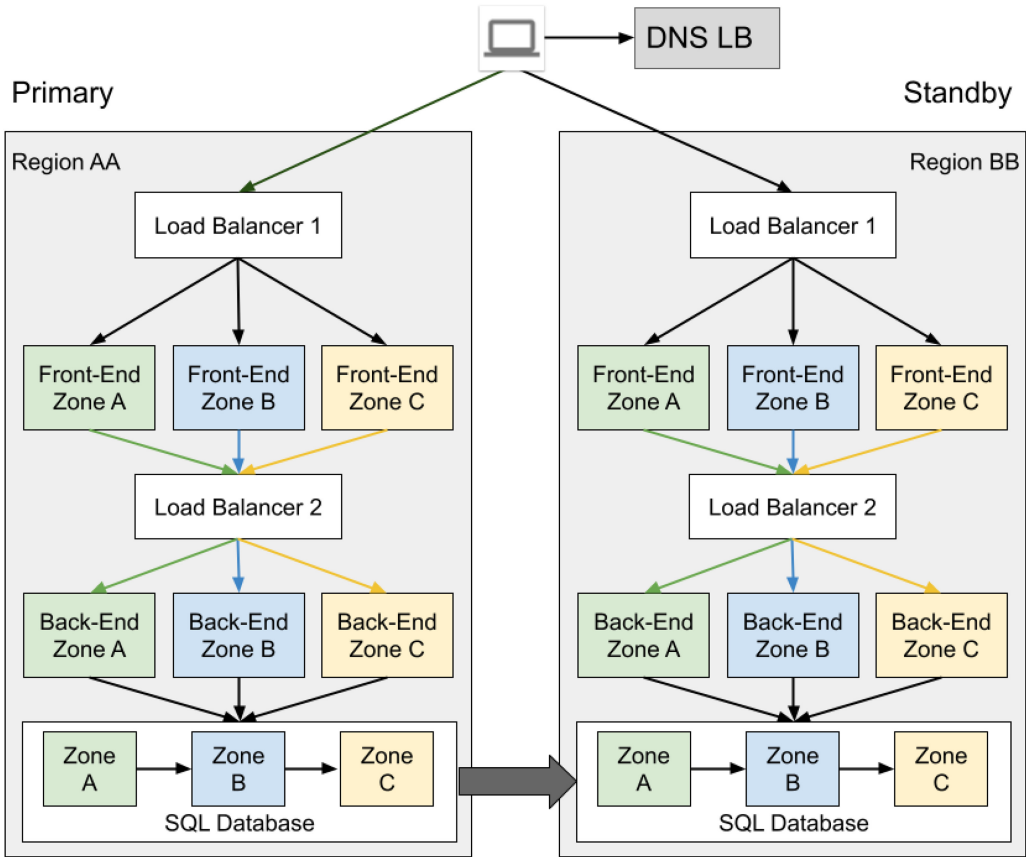 DNS LB
Primary
Standby
Region AA
Load Balancer 1
Front-End
Zone A
Front-End
Zone B
Front-End
Zone C
Load Balancer 2
Back-End
Zone A
Back-End
Zone B
Back-End
Zone C
Zone
A
Zone
B
Zone
C
SQL Database
Region BB
Load Balancer 1
Front-End
Zone A
Front-End
Zone B
Front-End
Zone C
Load Balancer 2
Back-End
Zone A
Back-End
Zone B
Back-End
Zone C
Zone
A
Zone
B
Zone
C
SQL Database